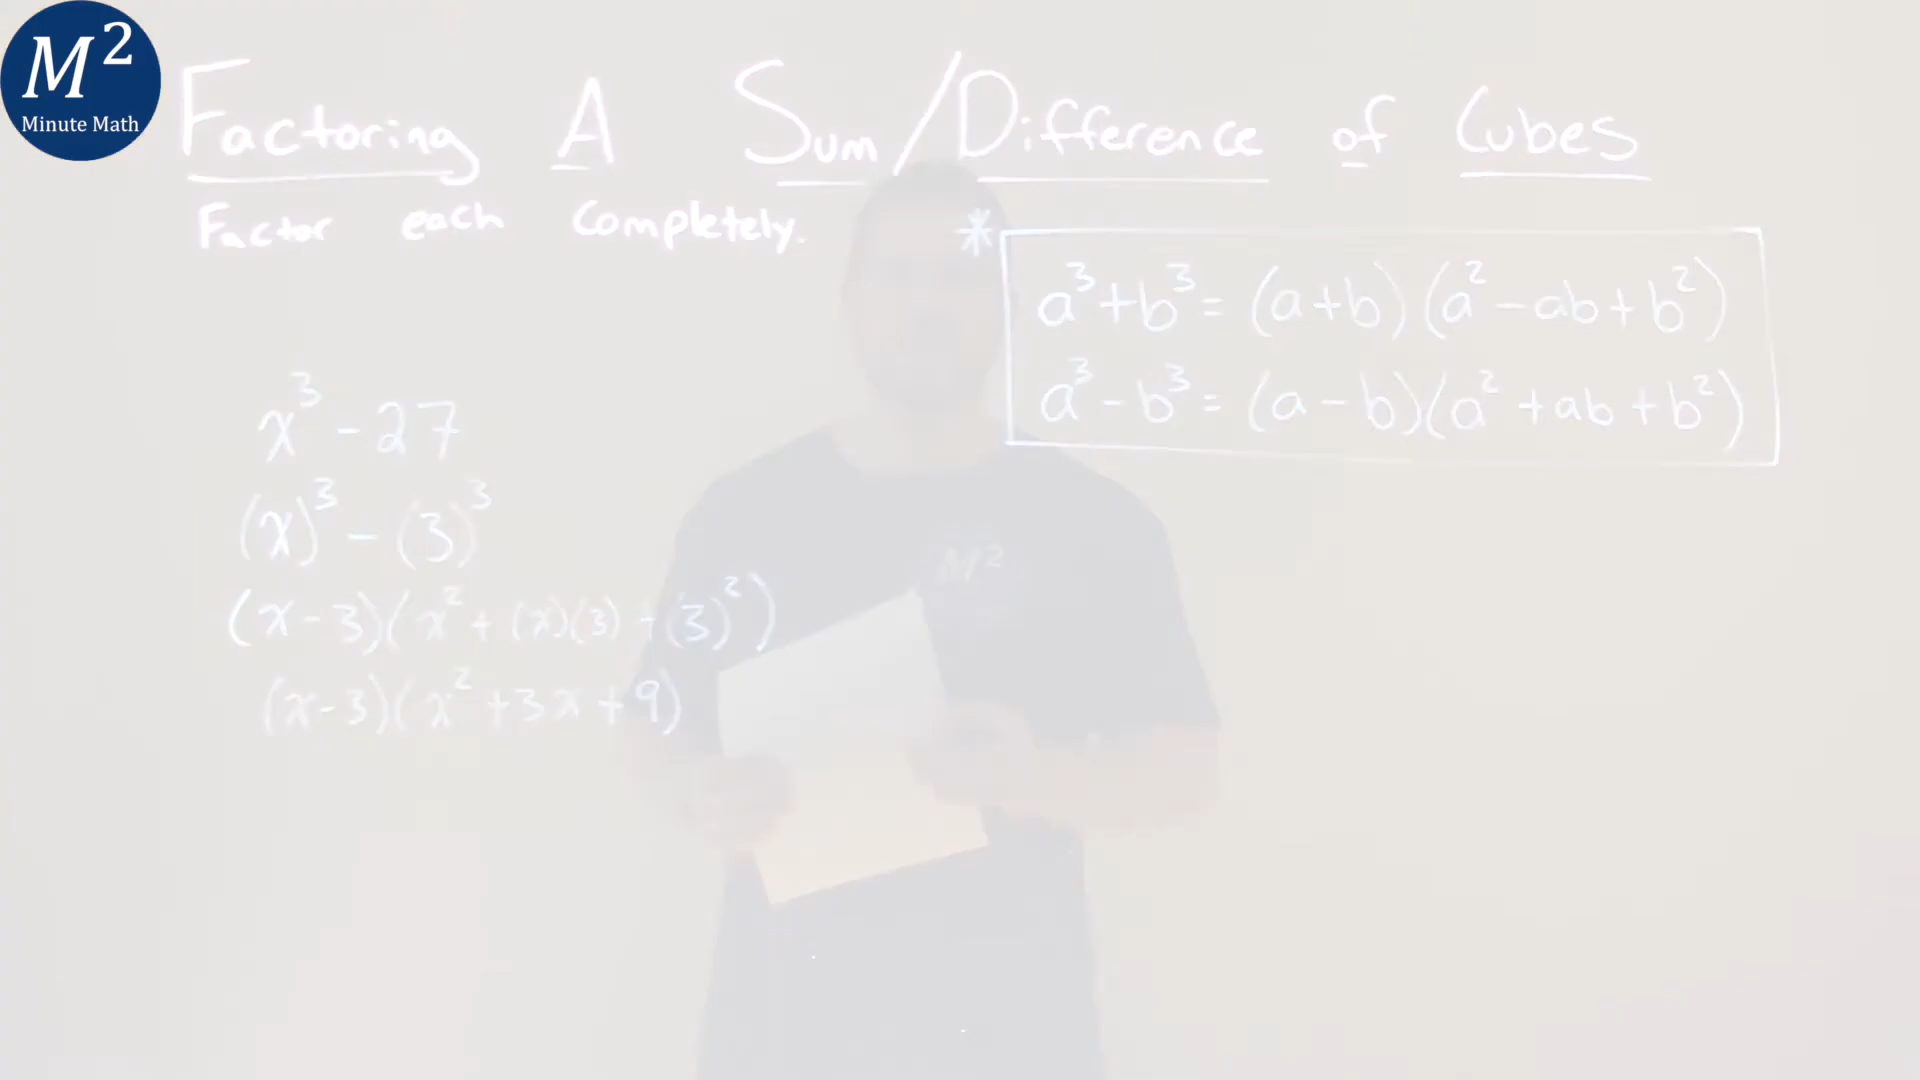 M²
Minute Math
Factoring A Sum/Difference of Cubes
Factor each completely.
*
a³+b³= (a+b)(a²-ab+b²)
a³-b³= (a-b)(a²+ab+b²)
x³-27
(x)³-(3)³
(x-3)(x²+(x)(3)+(3)²)
(x-3)(x²+3x+9)
M²